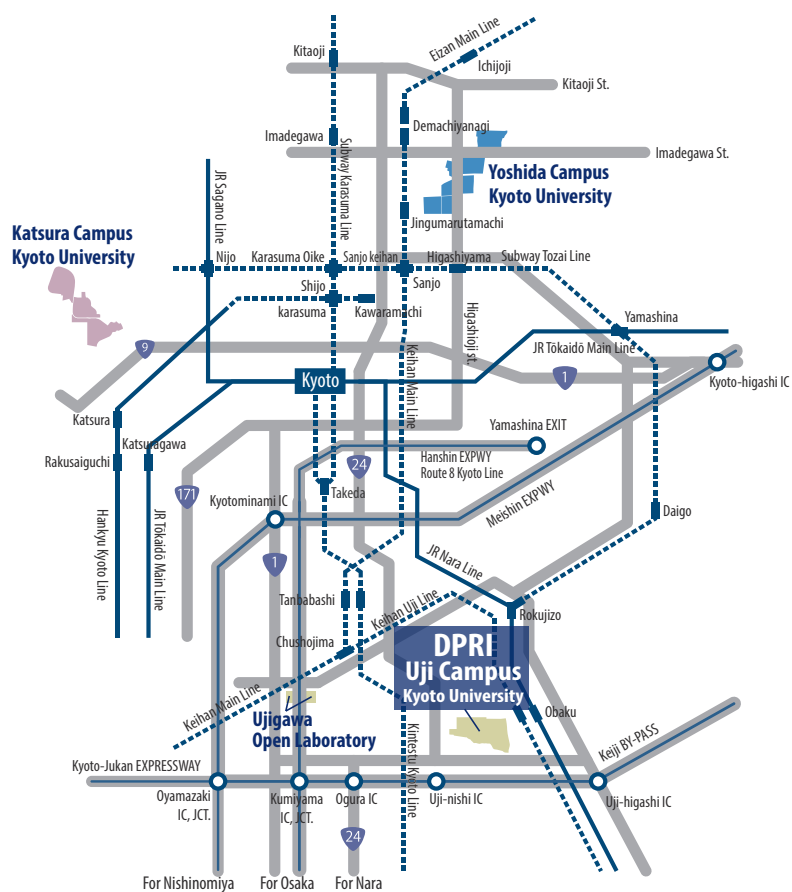 Kitaoji
Eizan Main Line
Ichijoji
Kitaoji St.
Demachiyanagi
Imadegawa
Imadegawa St.
Subway Karasuma Line
JR Sagano Line
Yoshida Campus
Kyoto University
Jingumarutamachi
Katsura Campus
Kyoto University
Nijo
Karasuma Oike
Sanjo keihan
Higashiyama
Subway Tozai Line
Sanjo
Shijo
karasuma
Kawaramachi
Higashioji st.
Yamashina
JR Tōkaidō Main Line
9
Keihan Main Line
Kyoto
1
Kyoto-higashi IC
Katsura
Katsuragawa
Rakusaiguchi
Yamashina EXIT
Hanshin EXPWY
Route 8 Kyoto Line
24
171
Takeda
Kyotominami IC
Meishin EXPWY
Daigo
Hankyu Kyoto Line
JR Tōkaidō Main Line
1
JR Nara Line
Tanbabashi
Keihan Uji Line
Rokujizo
Chushojima
DPRI
Uji Campus
Kyoto University
Keihan Main Line
Ujigawa
Open Laboratory
Obaku
Kintestu Kyoto Line
Keiji BY-PASS
Kyoto-Jukan EXPRESSWAY
Oyamazaki
IC, JCT.
Kumiyama
IC, JCT.
Ogura IC
Uji-nishi IC
Uji-higashi IC
24
For Nishinomiya
For Osaka
For Nara